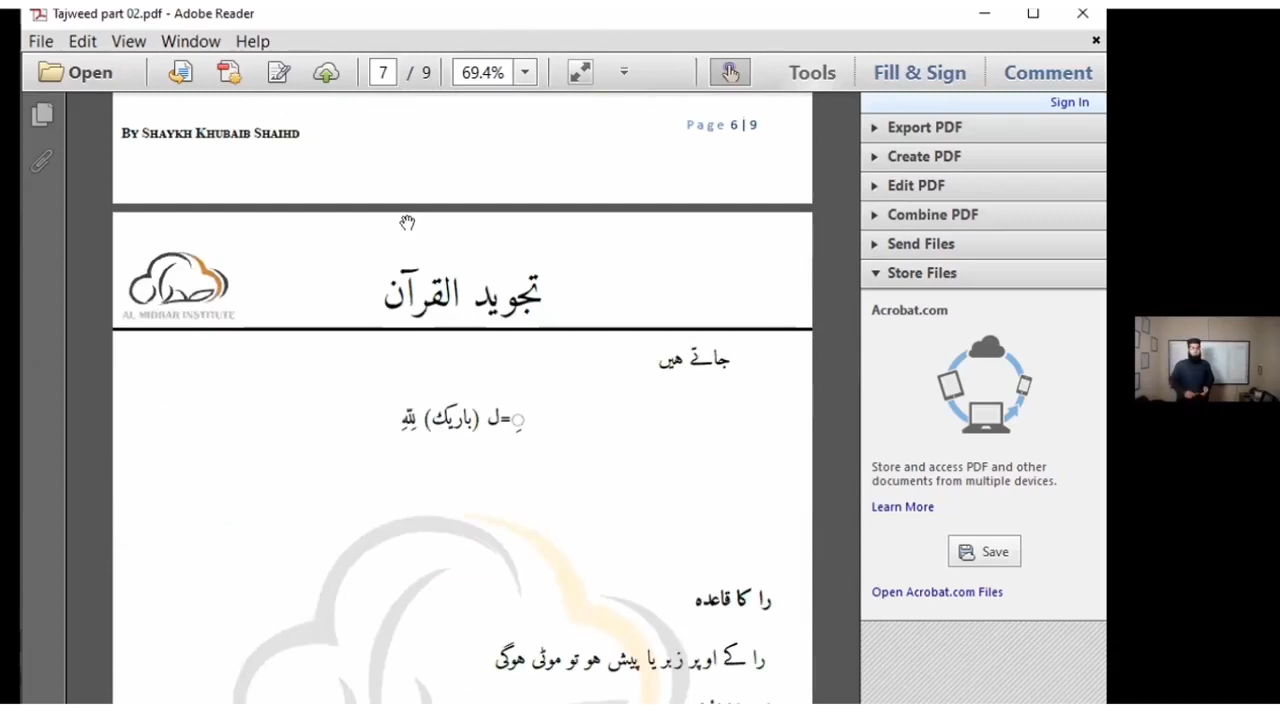 Tajweed part 02.pdf - Adobe Reader
File Edit View Window Help
Open 7 / 9 69.4% Tools Fill & Sign Comment
Sign In
BY SHAYKH KHUBAIB SHAIHD
Page 6|9
تجوید القرآن
AL MIDRAR INSTITUTE
جاتے ہیں
ِ=ل (باریک) لِلّٰهِ
را کا قاعدہ
را کے اوپر زبر یا پیش ہو تو موٹی ہوگی
Export PDF
Create PDF
Edit PDF
Combine PDF
Send Files
Store Files
Acrobat.com
Store and access PDF and other
documents from multiple devices.
Learn More
Save
Open Acrobat.com Files